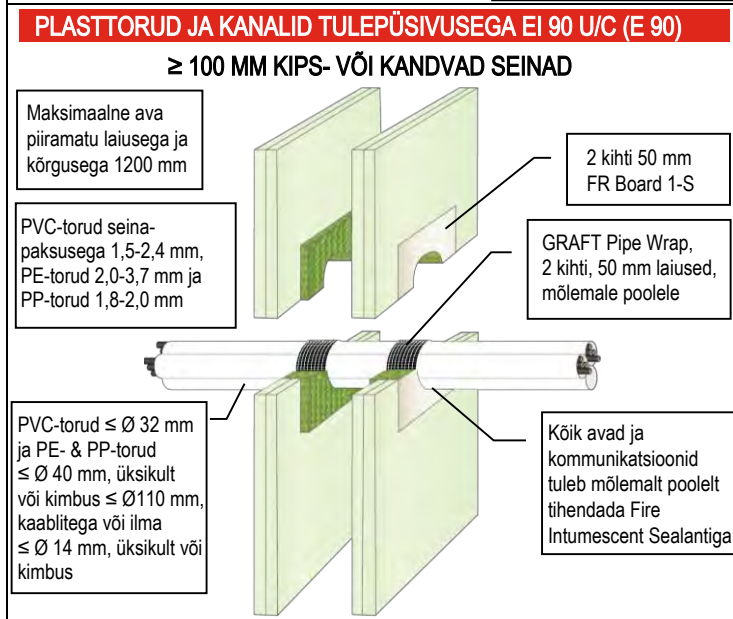 PLASTTORUD JA KANALID TULEPÜSIVUSEGA EI 90 U/C (E 90)
≥ 100 MM KIPS- VÕI KANDVAD SEINAD
Maksimaalne ava
piiramatu laiusega ja
kõrgusega 1200 mm
PVC-torud seina-
paksusega 1,5-2,4 mm,
PE-torud 2,0-3,7 mm ja
PP-torud 1,8-2,0 mm
PVC-torud ≤ Ø 32 mm
ja PE- & PP-torud
≤ Ø 40 mm, üksikult
või kimbus ≤ Ø110 mm,
kaablitega või ilma
≤ Ø 14 mm, üksikult või
kimbus
2 kihti 50 mm
FR Board 1-S
GRAFT Pipe Wrap,
2 kihti, 50 mm laiused,
mõlemale poolele
Kõik avad ja
kommunikatsioonid
tuleb mõlemalt poolelt
tihendada Fire
Intumescent Sealantiga